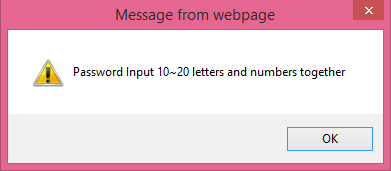 Message from webpage
Password Input 10~20 letters and numbers together
OK